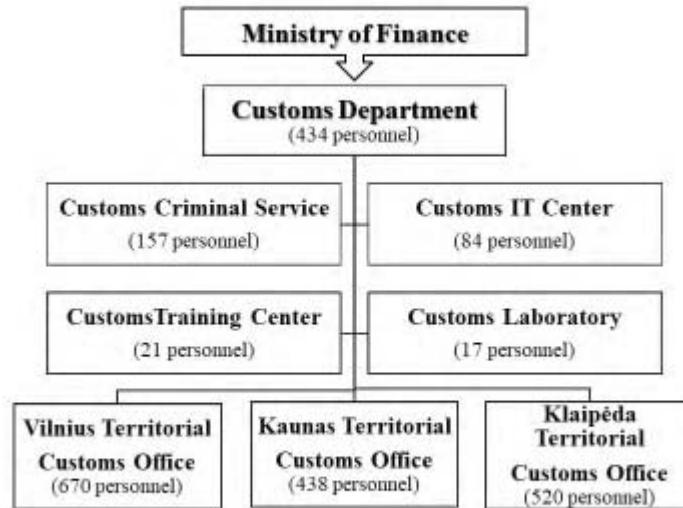 Ministry of Finance
Customs Department
(434 personnel)
Customs Criminal Service
(157 personnel)
Customs IT Center
(84 personnel)
CustomsTraining Center
(21 personnel)
Customs Laboratory
(17 personnel)
Vilnius Territorial
Customs Office
(670 personnel)
Kaunas Territorial
Customs Office
(438 personnel)
Klaipėda
Territorial
Customs Office
(520 personnel)